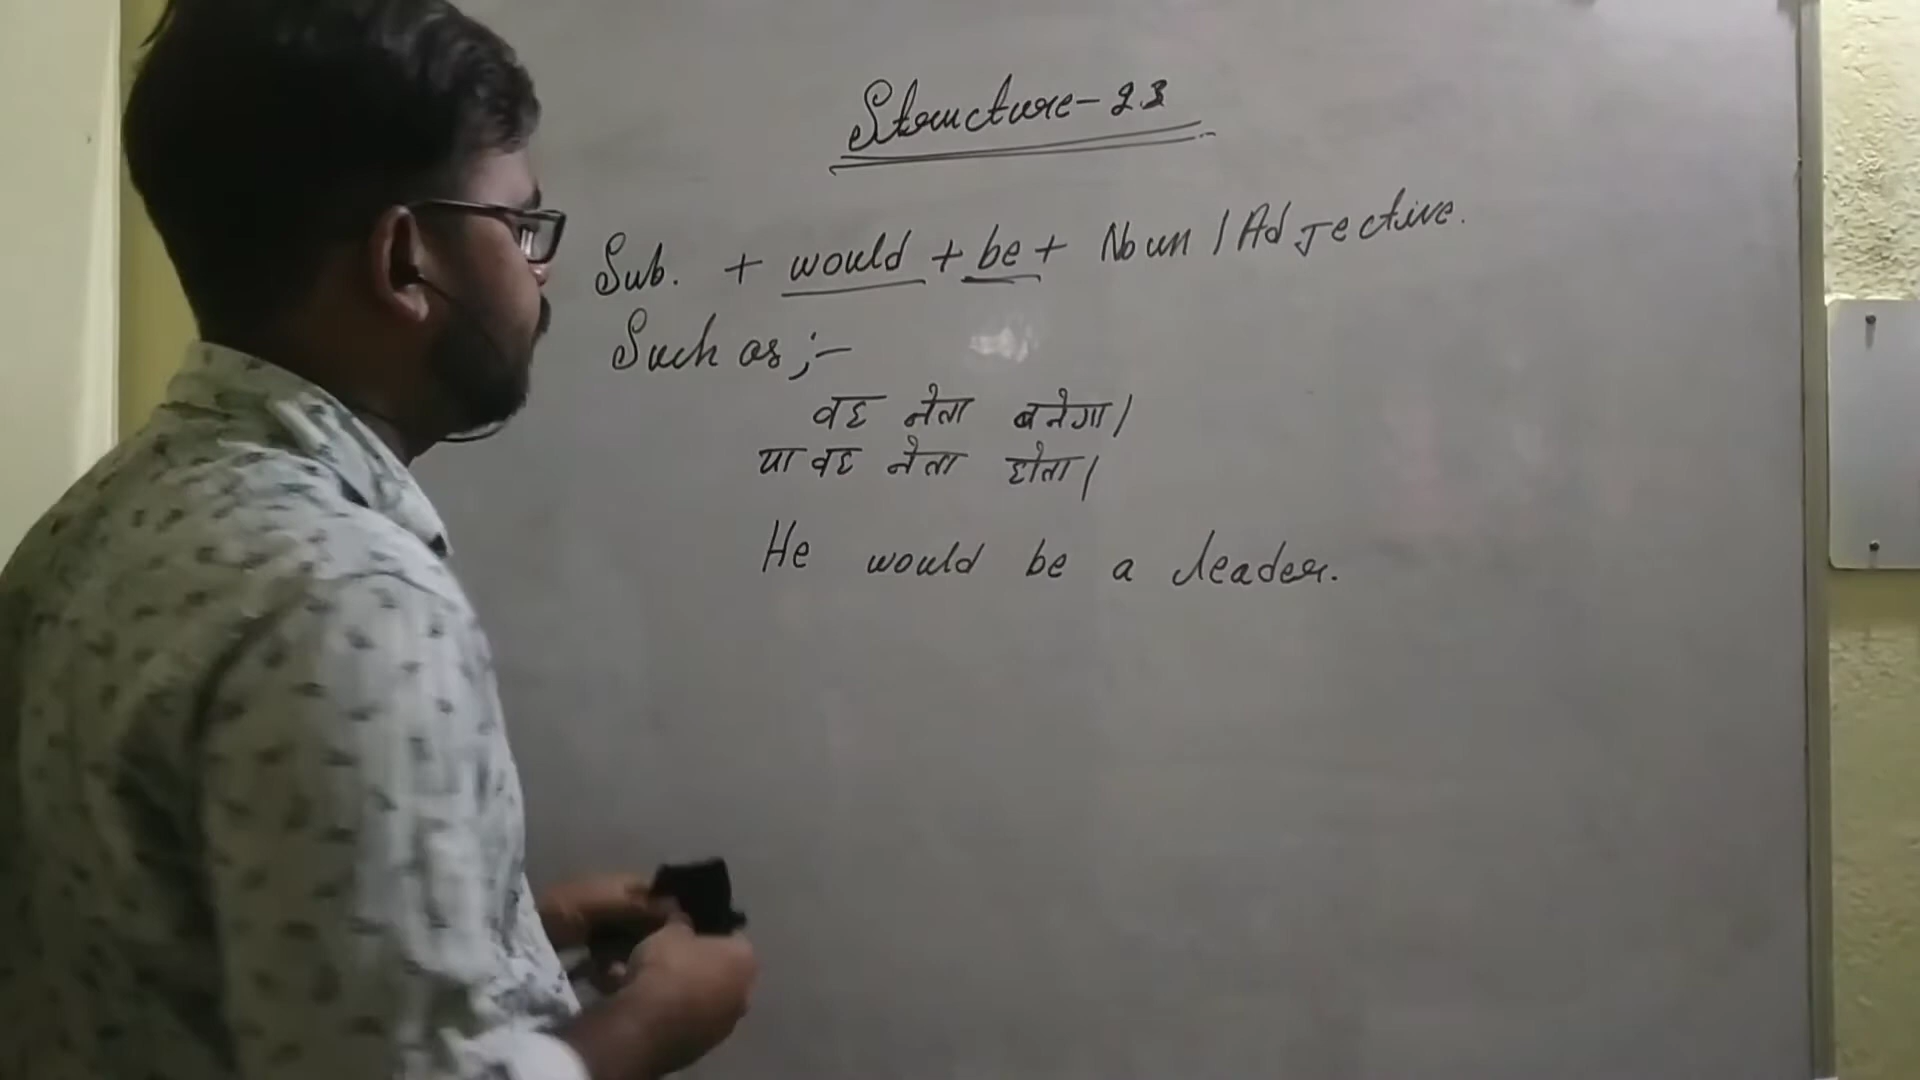 Structure-23
Sub. + would + be + Noun / Adjective.
Such as ;-
वह नेता बनेगा।
या वह नेता होता।
He would be a leader.